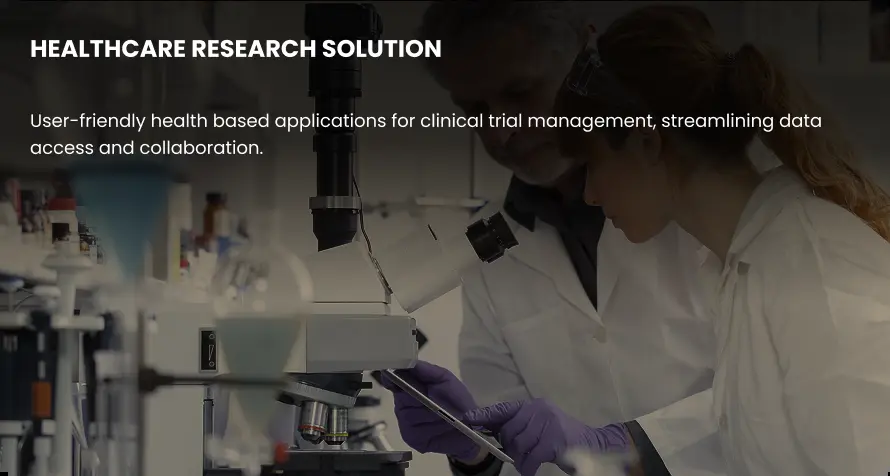 HEALTHCARE RESEARCH SOLUTION
User-friendly health based applications for clinical trial management, streamlining data
access and collaboration.